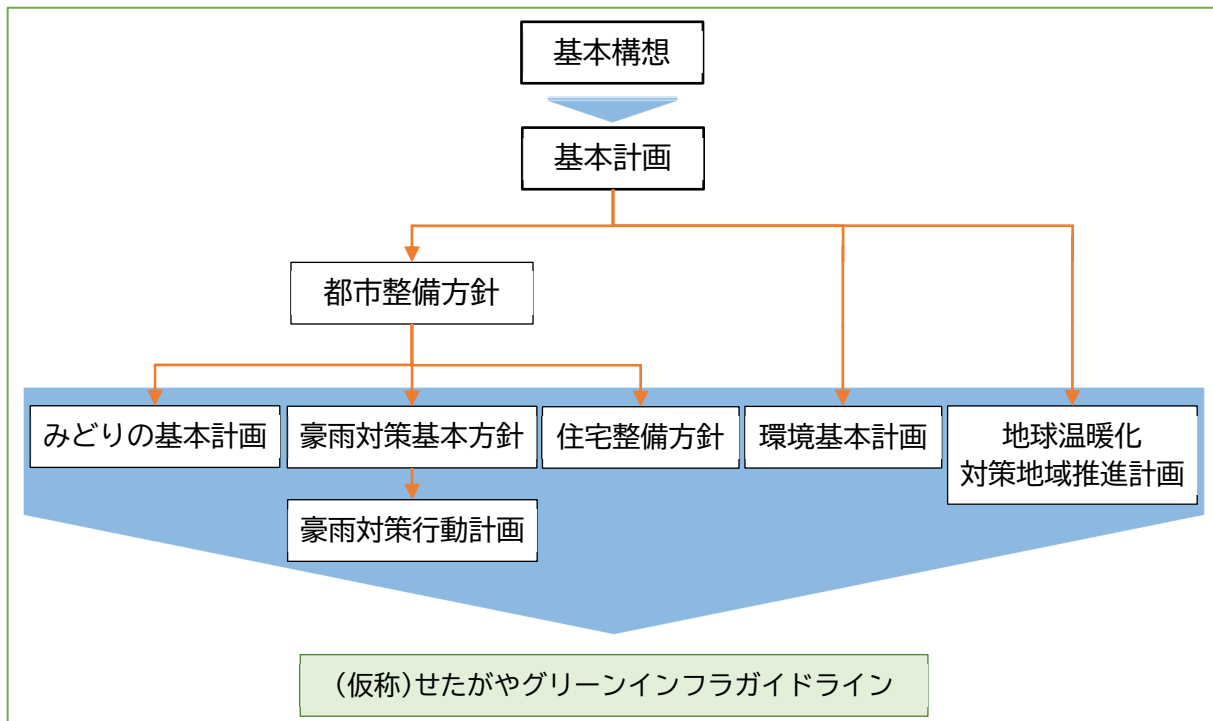 基本構想
基本計画
都市整備方針
みどりの基本計画
豪雨対策基本方針
住宅整備方針
環境基本計画
地球温暖化
対策地域推進計画
豪雨対策行動計画
(仮称)せたがやグリーンインフラガイドライン